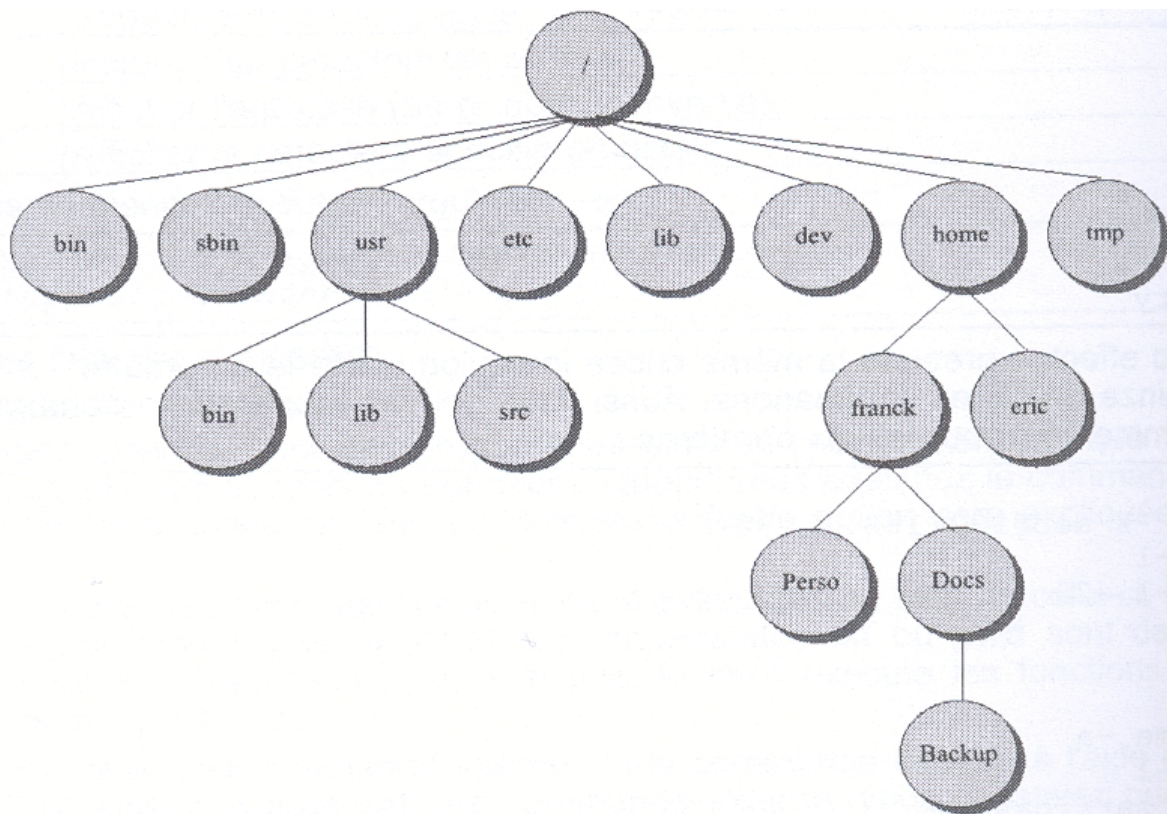 /
bin sbin usr etc lib dev home tmp
bin lib src franck eric
Perso Docs
Backup